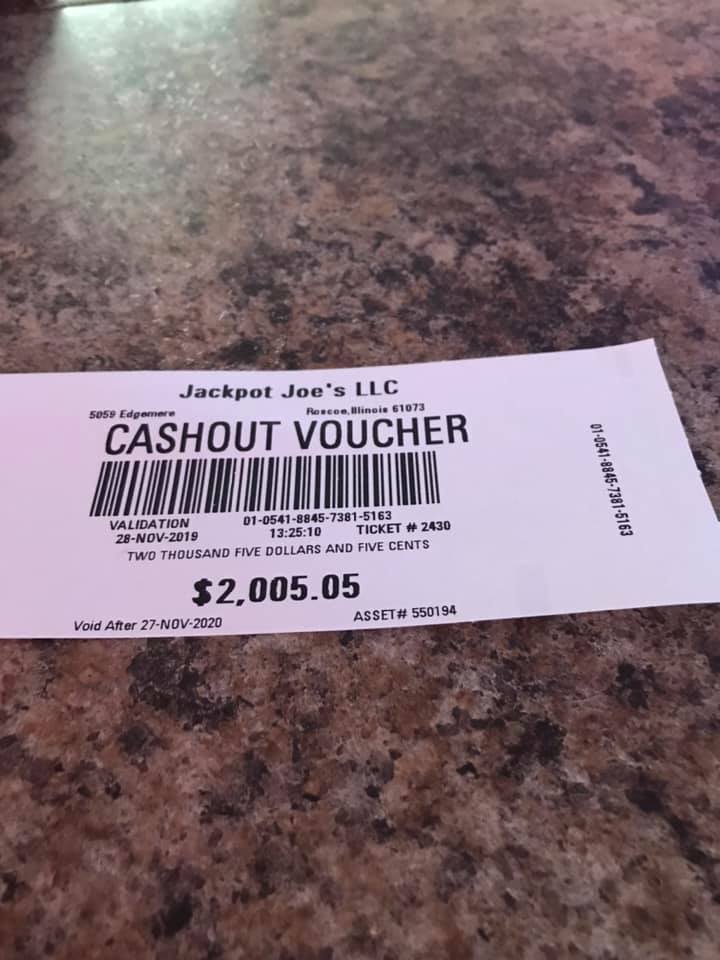 Jackpot Joe's LLC
5059 Edgemere Roscoe, Illinois 61073
CASHOUT VOUCHER
VALIDATION 01-0541-8845-7381-5163
28-NOV-2019 13:25:10 TICKET # 2430
TWO THOUSAND FIVE DOLLARS AND FIVE CENTS
$2,005.05
Void After 27-NOV-2020 ASSET# 550194
01-0541-8845-7381-5163